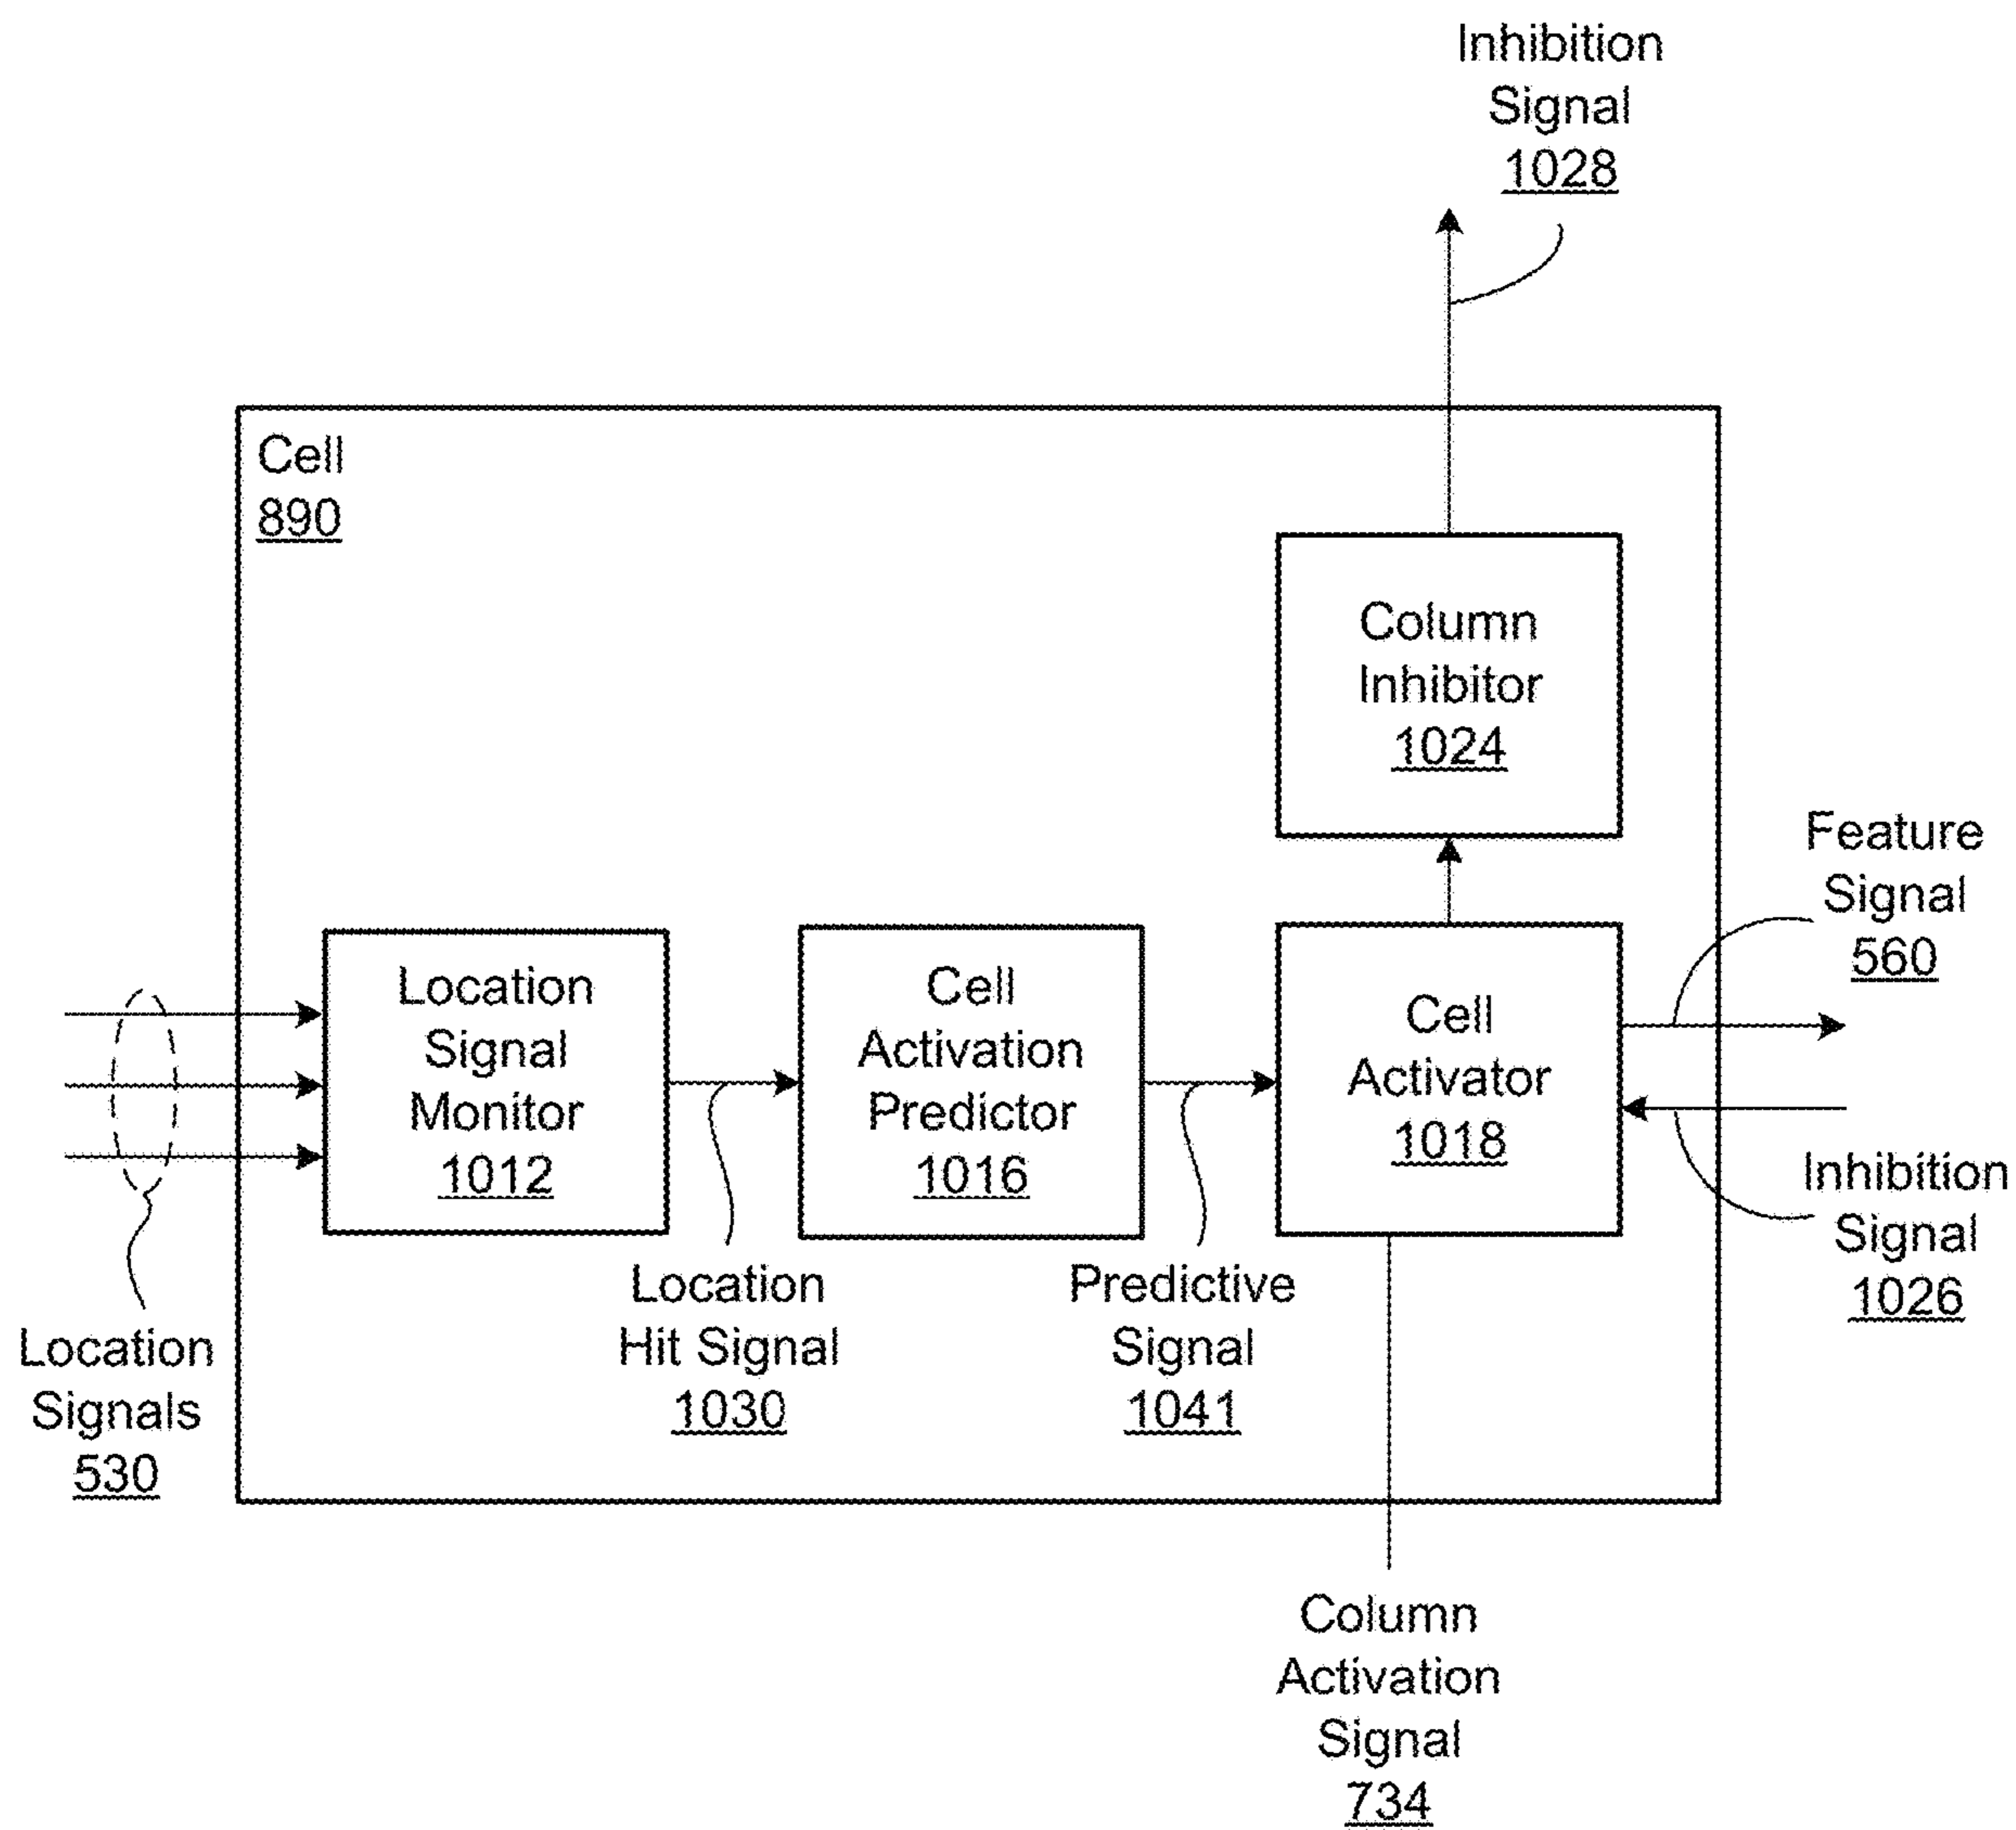 Inhibition
Signal
1028
Cell
890
Column
Inhibitor
1024
Feature
Signal
560
Location
Signal
Monitor
1012
Cell
Activation
Predictor
1016
Cell
Activator
1018
Inhibition
Signal
1026
Location
Hit Signal
1030
Predictive
Signal
1041
Location
Signals
530
Column
Activation
Signal
734